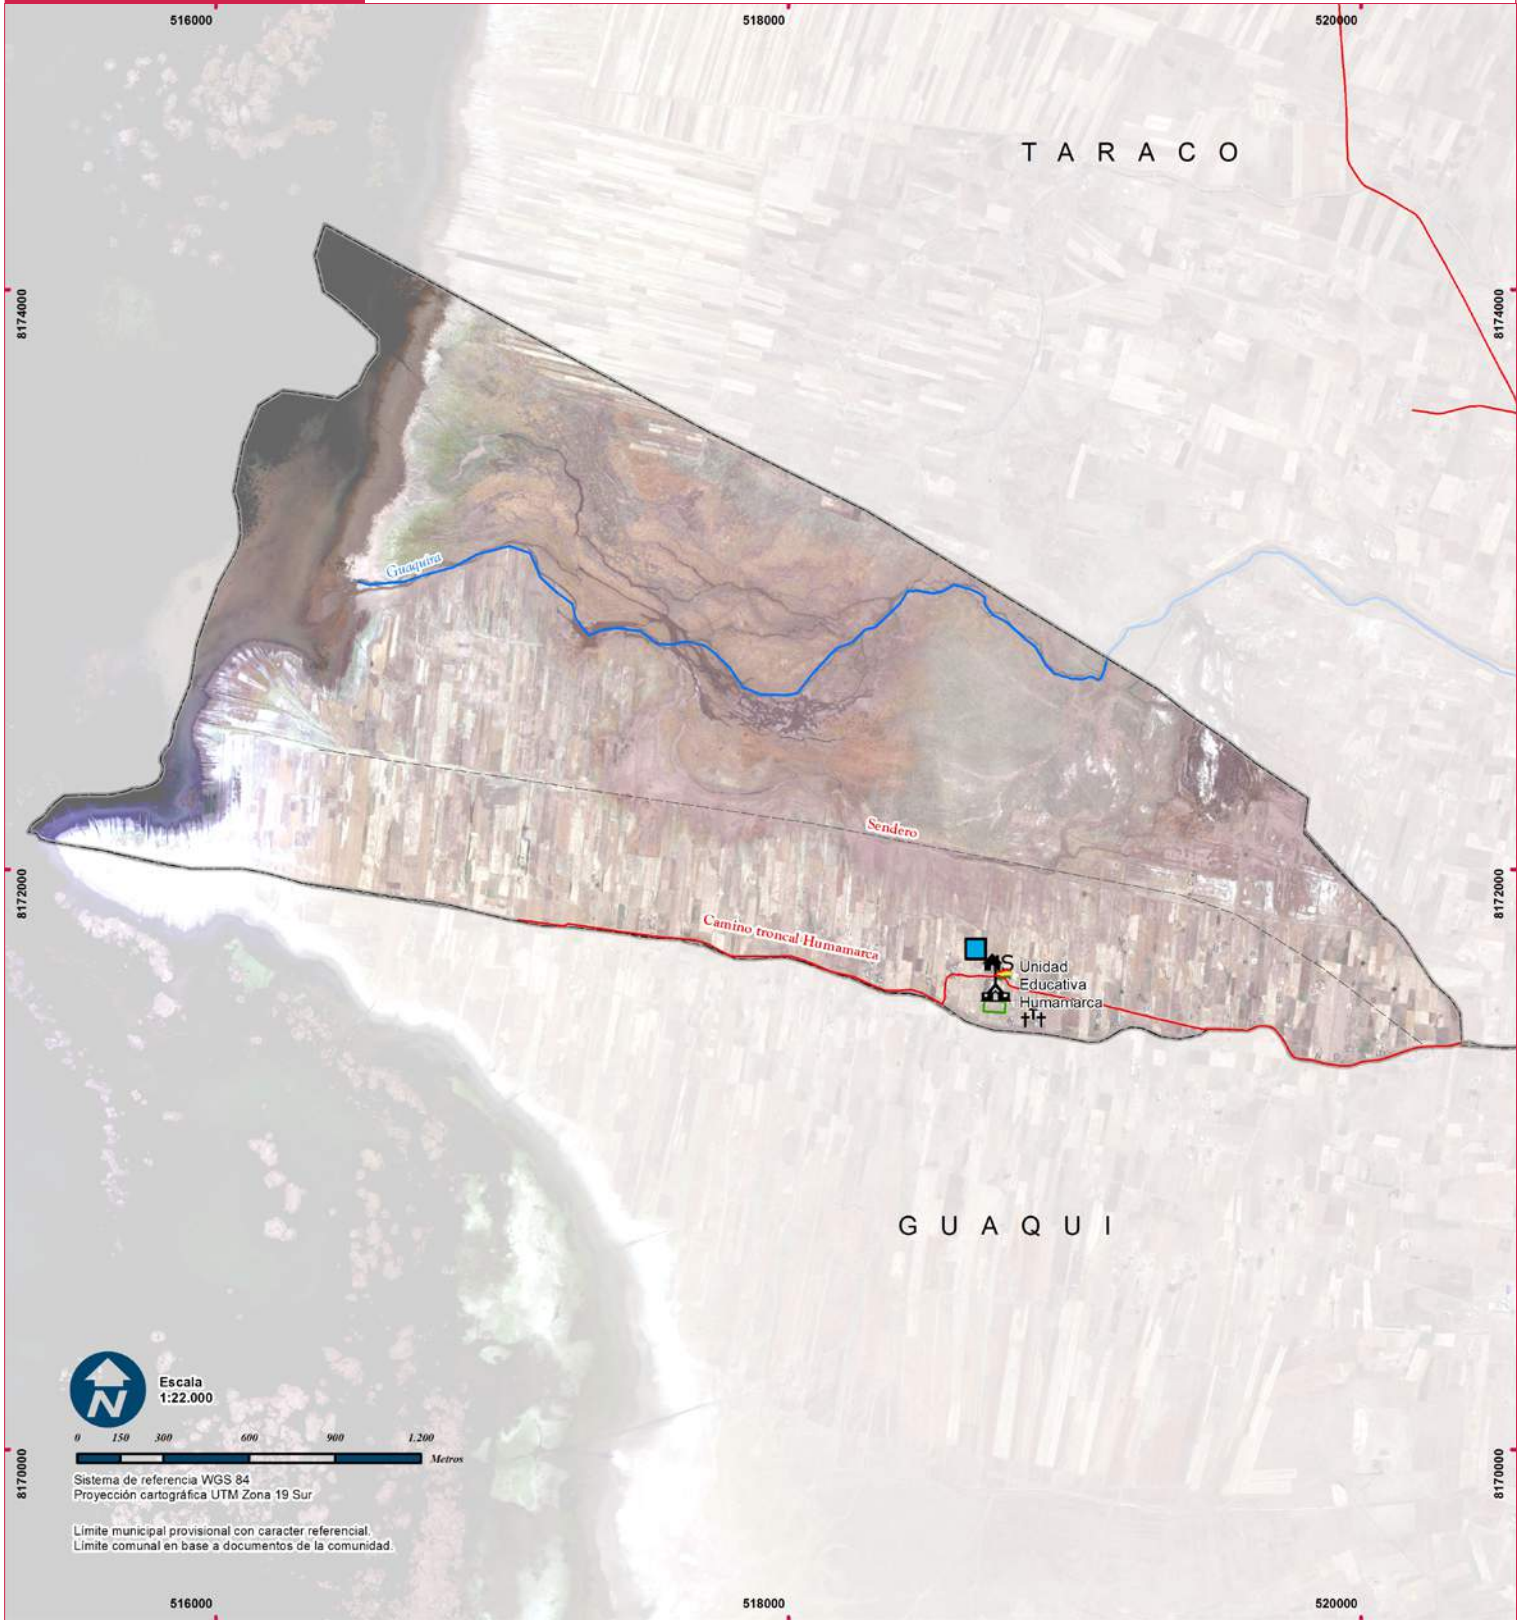 516000
518000
520000
TARACO
8174000
8174000
Guaquira
Sendero
8172000
8172000
Camino troncal Humamarca
S
Unidad
Educativa
Humamarca
GUAQUI
N
Escala
1:22.000
0 150 300 600 900 1.200
Metros
8170000
8170000
Sistema de referencia WGS 84
Proyección cartográfica UTM Zona 19 Sur
Límite municipal provisional con caracter referencial.
Límite comunal en base a documentos de la comunidad.
516000
518000
520000